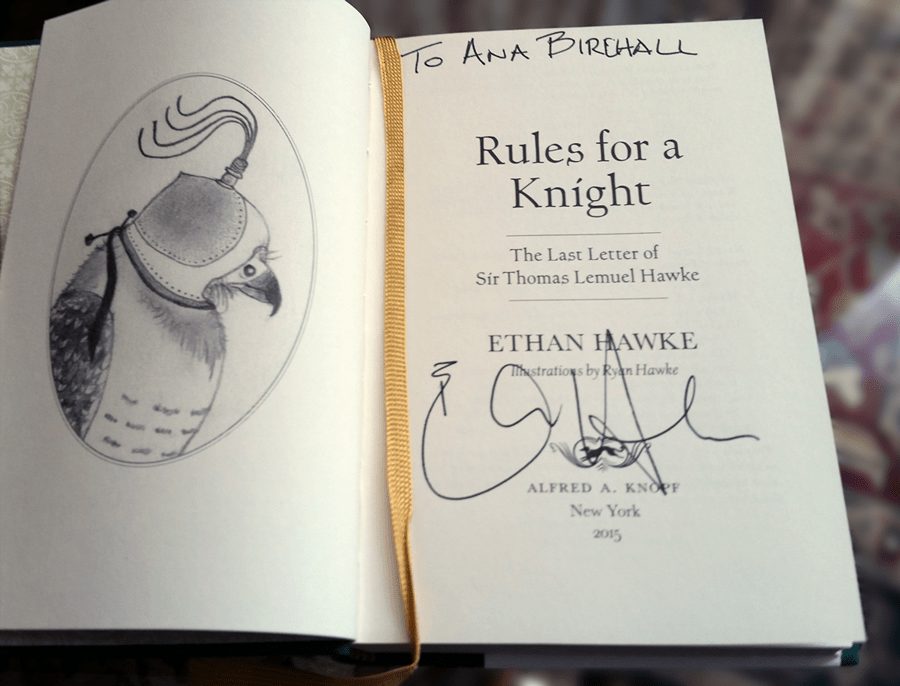 To ANA BIRCHALL
Rules for a
Knight
The Last Letter of
Sir Thomas Lemuel Hawke
ETHAN HAWKE
Illustrations by Ryan Hawke
ALFRED A. KNOPF
New York
2015